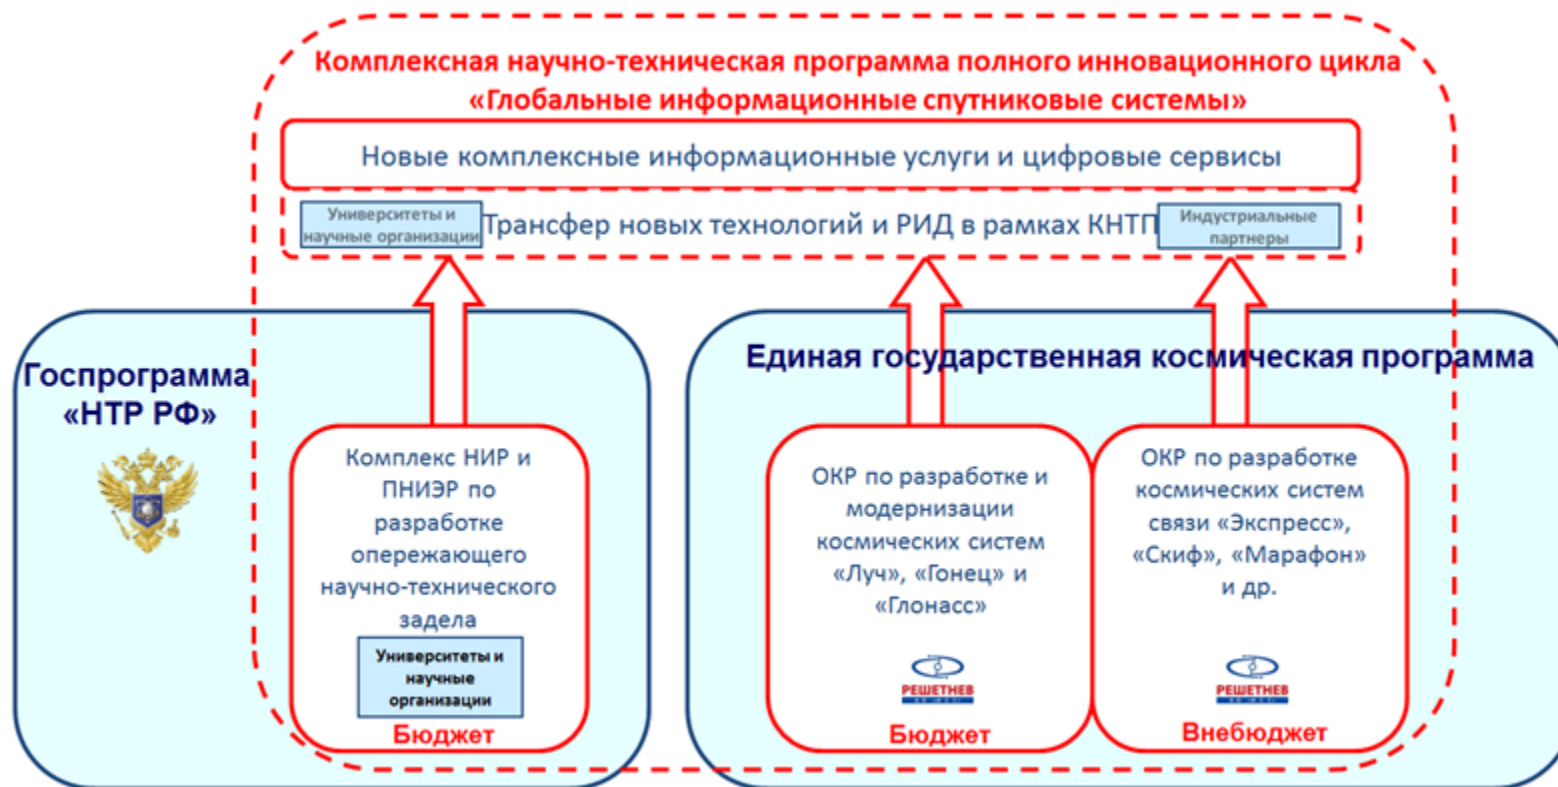 Комплексная научно-техническая программа полного инновационного цикла
«Глобальные информационные спутниковые системы»
Новые комплексные информационные услуги и цифровые сервисы
Университеты и
научные организации
Трансфер новых технологий и РИД в рамках КНТП
Индустриальные
партнеры
Госпрограмма
«НТР РФ»
Комплекс НИР и
ПНИЭР по
разработке
опережающего
научно-технического
задела
Университеты и
научные
организации
Бюджет
Единая государственная космическая программа
ОКР по разработке и
модернизации
космических систем
«Луч», «Гонец» и
«Глонасс»
РЕШЕТНЕВ
Бюджет
ОКР по разработке
космических систем
связи «Экспресс»,
«Скиф», «Марафон»
и др.
РЕШЕТНЕВ
Внебюджет